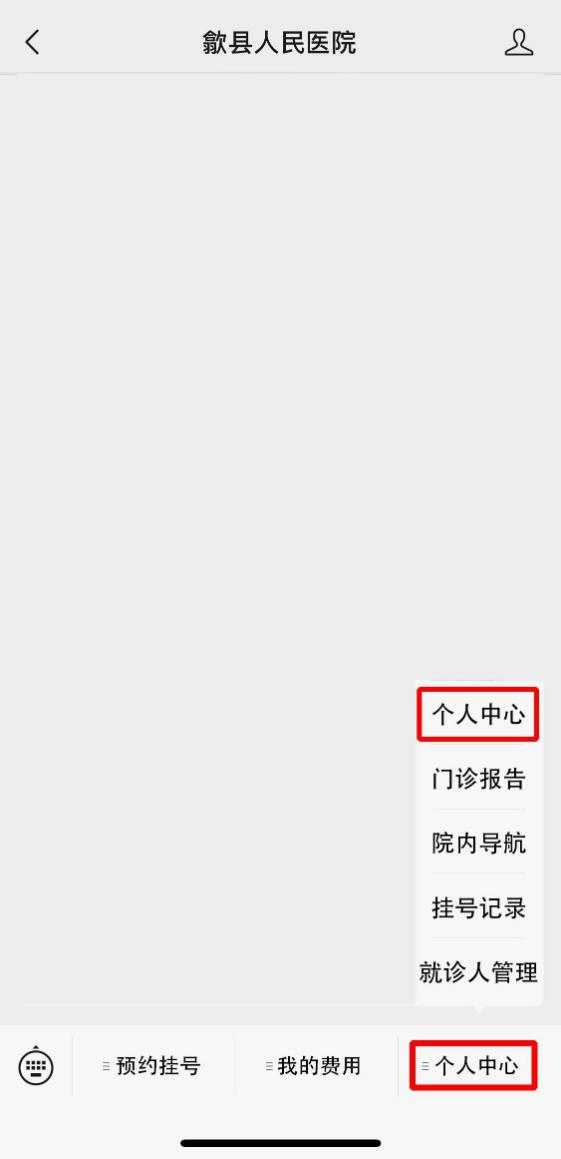 歙县人民医院
个人中心
门诊报告
院内导航
挂号记录
就诊人管理
预约挂号
我的费用
个人中心